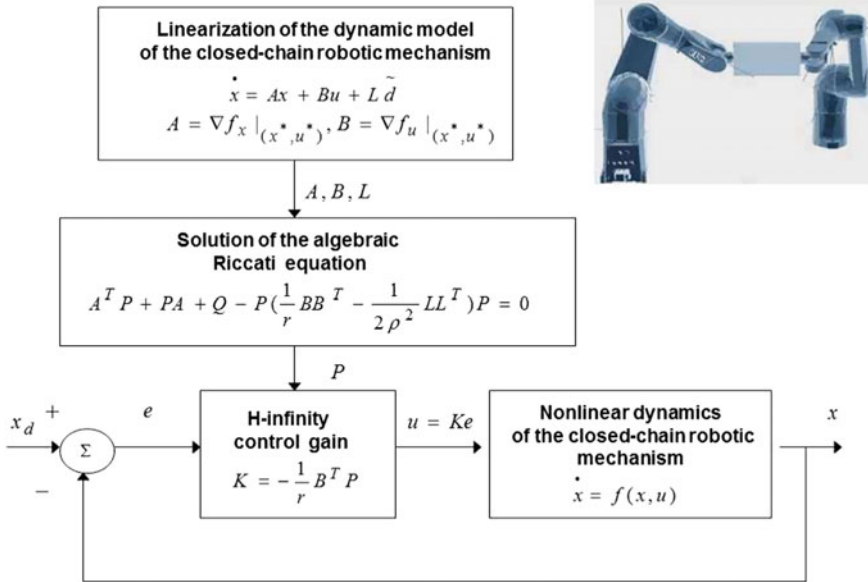 Linearization of the dynamic model
of the closed-chain robotic mechanism
ẋ = Ax + Bu + L d̃
A = ∇f_x |_(x*,u*), B = ∇f_u |_(x*,u*)
A, B, L
Solution of the algebraic
Riccati equation
A^T P + PA + Q − P(1/r BB^T − 1/(2ρ^2) LL^T)P = 0
P
x_d
+
−
Σ
e
H-infinity
control gain
K = −1/r B^T P
u = Ke
Nonlinear dynamics
of the closed-chain robotic
mechanism
ẋ = f(x,u)
x